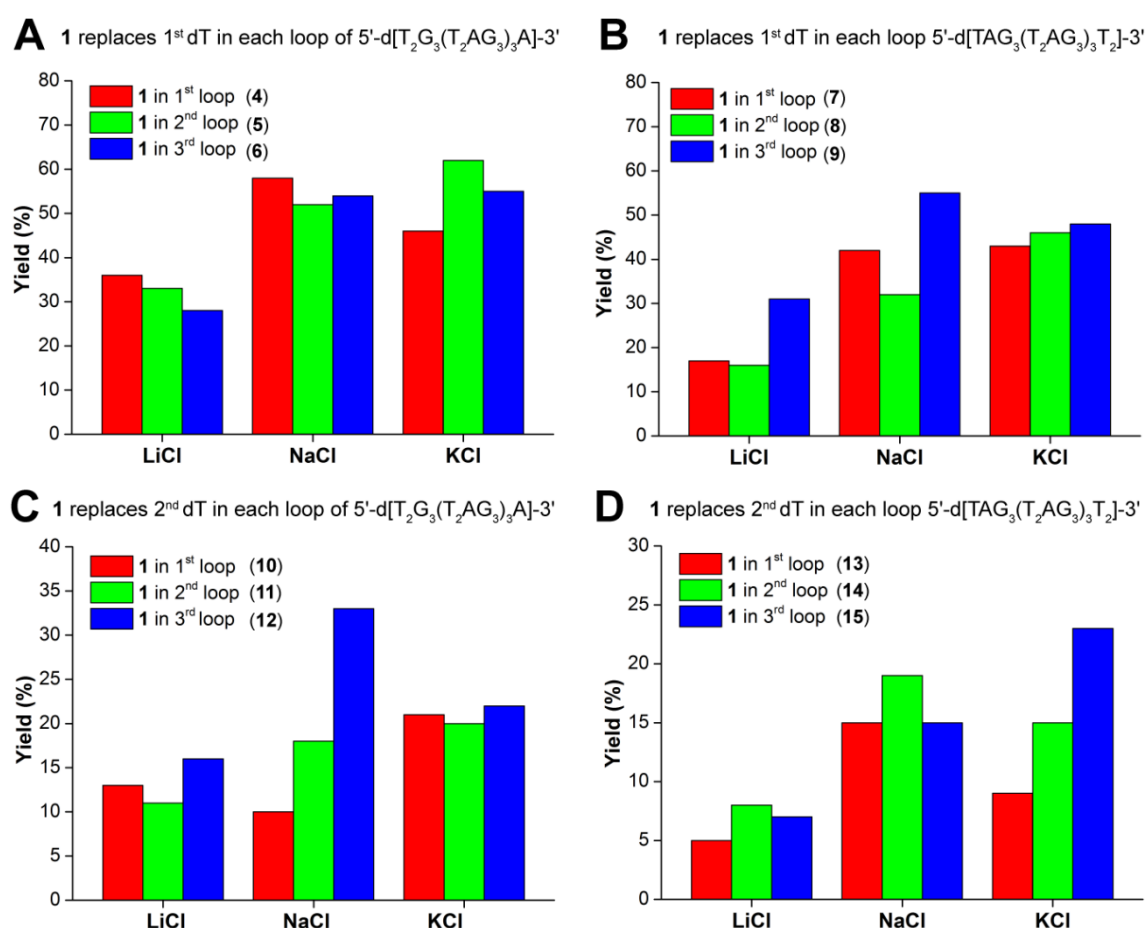 A 1 replaces 1st dT in each loop of 5'-d[T₂G₃(T₂AG₃)₃A]-3'
80
70
60
50
40
30
20
10
0
Yield (%)
1 in 1st loop (4)
1 in 2nd loop (5)
1 in 3rd loop (6)
LiCl NaCl KCl
B 1 replaces 1st dT in each loop 5'-d[TAG₃(T₂AG₃)₃T₂]-3'
80
70
60
50
40
30
20
10
0
Yield (%)
1 in 1st loop (7)
1 in 2nd loop (8)
1 in 3rd loop (9)
LiCl NaCl KCl
C 1 replaces 2nd dT in each loop of 5'-d[T₂G₃(T₂AG₃)₃A]-3'
40
35
30
25
20
15
10
5
0
Yield (%)
1 in 1st loop (10)
1 in 2nd loop (11)
1 in 3rd loop (12)
LiCl NaCl KCl
D 1 replaces 2nd dT in each loop 5'-d[TAG₃(T₂AG₃)₃T₂]-3'
30
25
20
15
10
5
0
Yield (%)
1 in 1st loop (13)
1 in 2nd loop (14)
1 in 3rd loop (15)
LiCl NaCl KCl